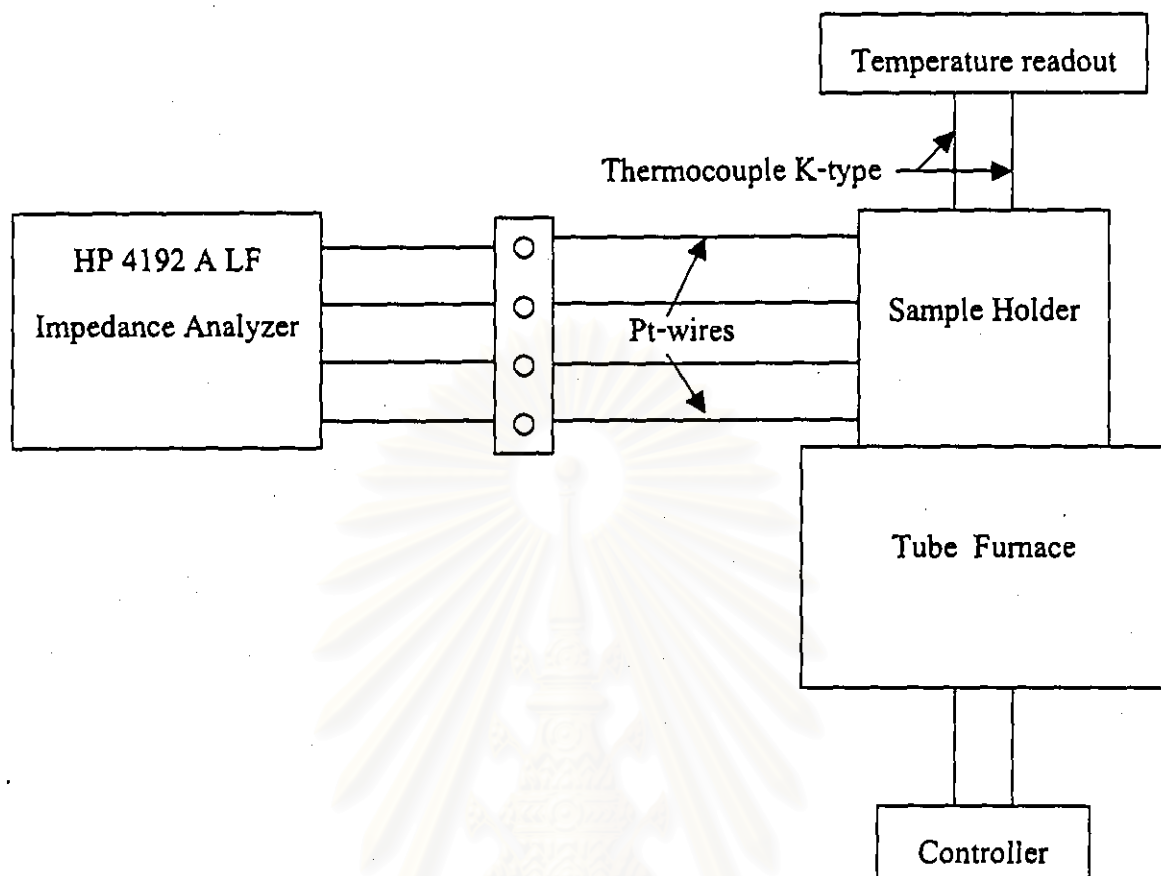 Temperature readout
Thermocouple K-type
HP 4192 A LF
Impedance Analyzer
Pt-wires
Sample Holder
Tube Furnace
Controller